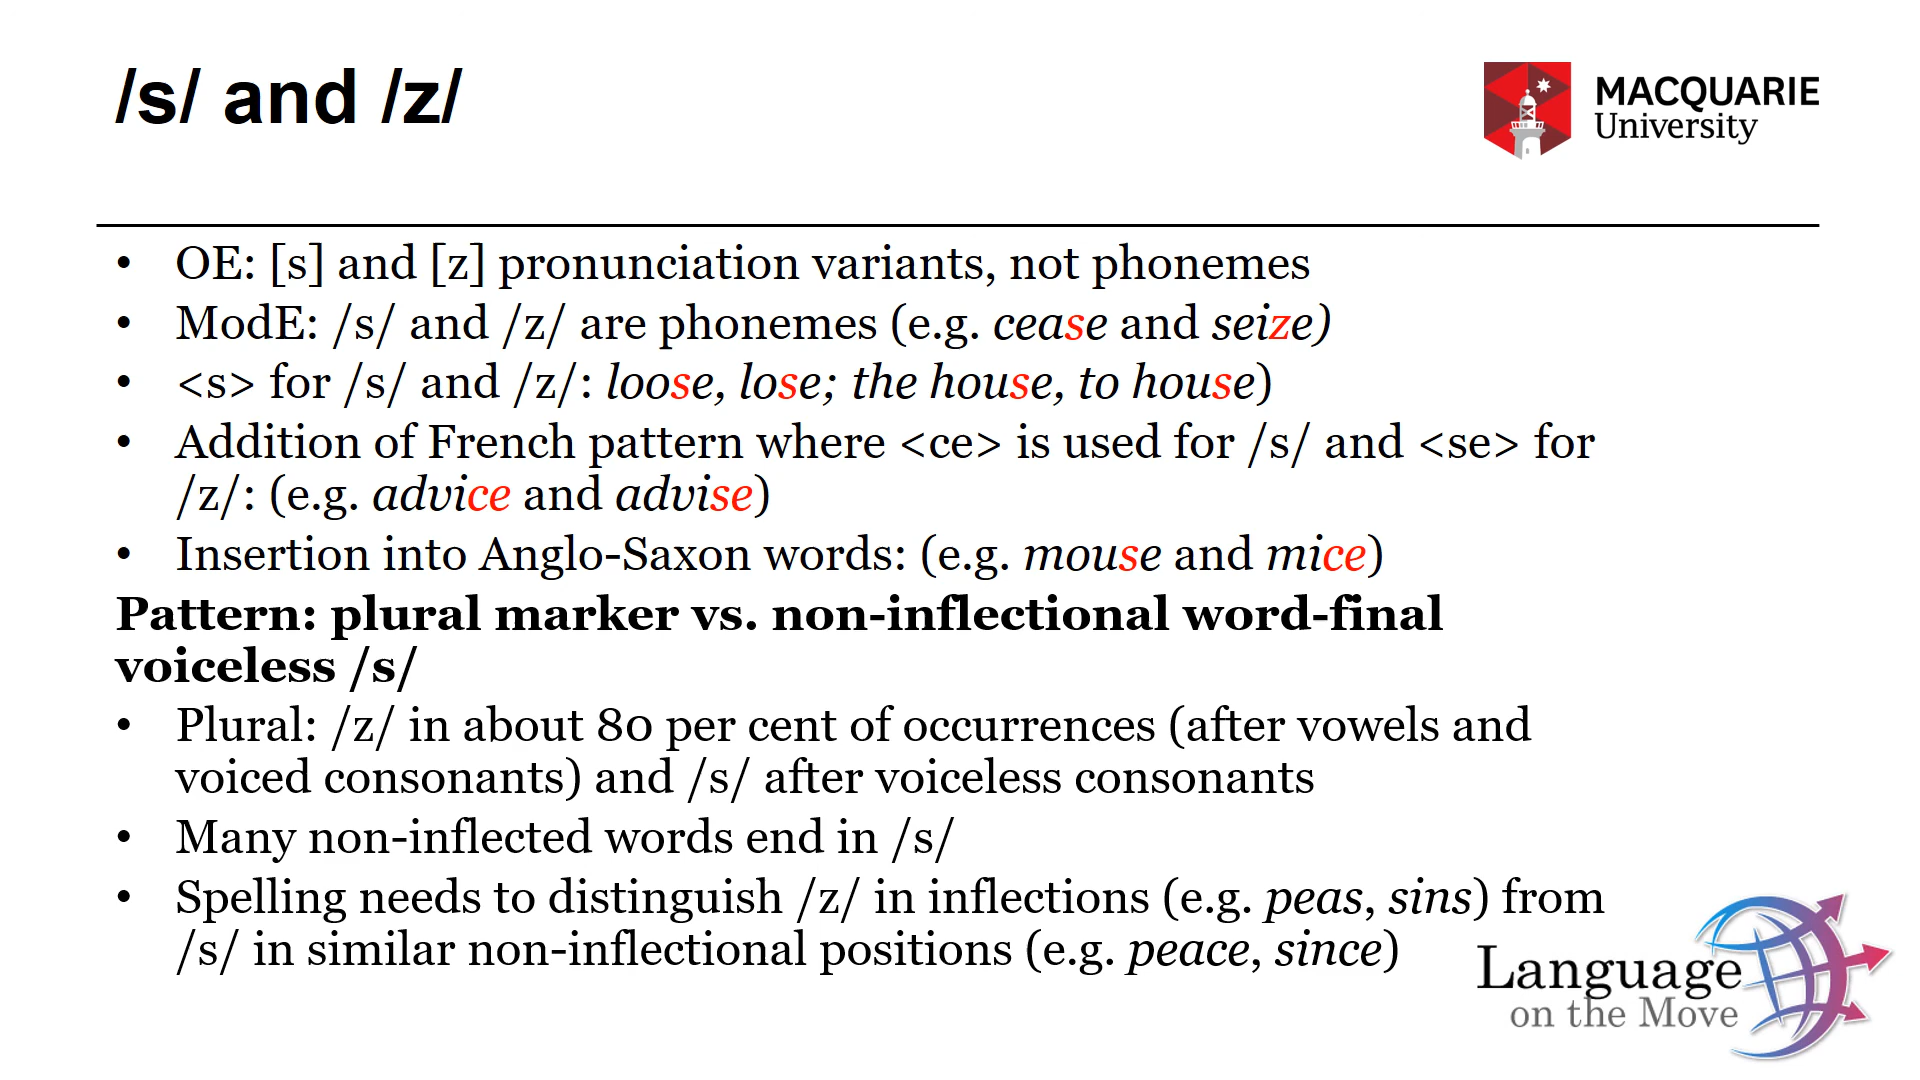 /s/ and /z/
MACQUARIE
University
• OE: [s] and [z] pronunciation variants, not phonemes
• ModE: /s/ and /z/ are phonemes (e.g. cease and seize)
• <s> for /s/ and /z/: loose, lose; the house, to house)
• Addition of French pattern where <ce> is used for /s/ and <se> for
/z/: (e.g. advice and advise)
• Insertion into Anglo-Saxon words: (e.g. mouse and mice)
Pattern: plural marker vs. non-inflectional word-final
voiceless /s/
• Plural: /z/ in about 80 per cent of occurrences (after vowels and
voiced consonants) and /s/ after voiceless consonants
• Many non-inflected words end in /s/
• Spelling needs to distinguish /z/ in inflections (e.g. peas, sins) from
/s/ in similar non-inflectional positions (e.g. peace, since)
Language
on the Move